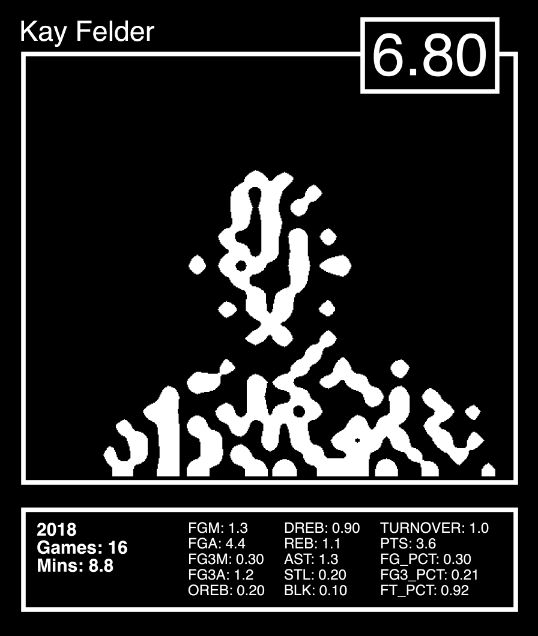 Kay Felder
6.80
2018
Games: 16
Mins: 8.8
FGM: 1.3
FGA: 4.4
FG3M: 0.30
FG3A: 1.2
OREB: 0.20
DREB: 0.90
REB: 1.1
AST: 1.3
STL: 0.20
BLK: 0.10
TURNOVER: 1.0
PTS: 3.6
FG_PCT: 0.30
FG3_PCT: 0.21
FT_PCT: 0.92